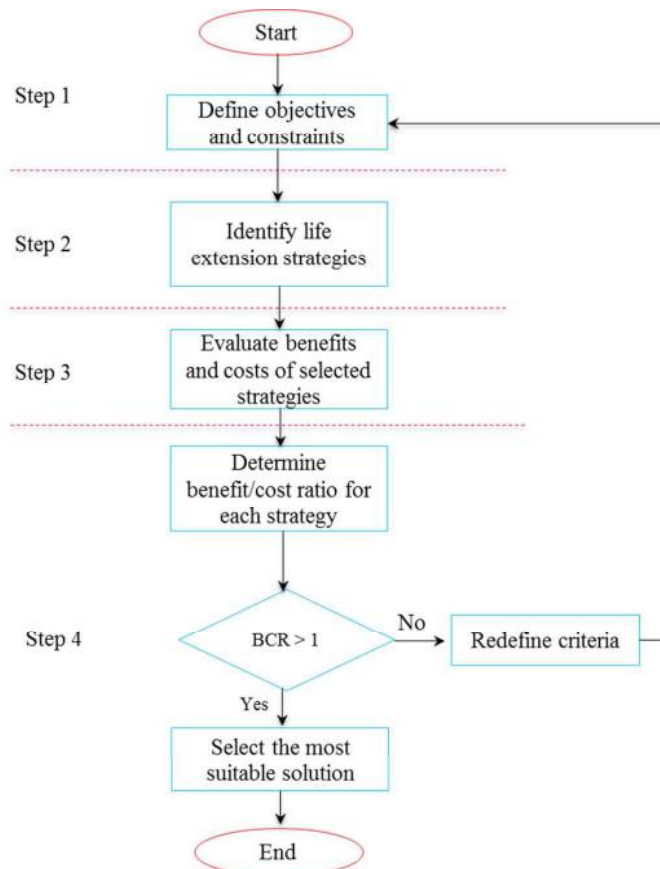 Start
Step 1
Define objectives
and constraints
Step 2
Identify life
extension strategies
Step 3
Evaluate benefits
and costs of selected
strategies
Determine
benefit/cost ratio for
each strategy
Step 4
BCR > 1
No
Redefine criteria
Yes
Select the most
suitable solution
End